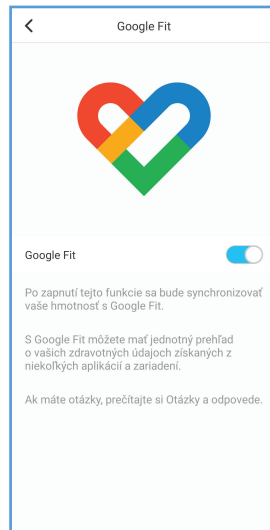 Google Fit
Google Fit
Po zapnutí tejto funkcie sa bude synchronizovať
vaše hmotnosť s Google Fit.
S Google Fit môžete mať jednotný prehľad
o vašich zdravotných údajoch získaných z
niekoľkých aplikácií a zariadení.
Ak máte otázky, prečítajte si Otázky a odpovede.